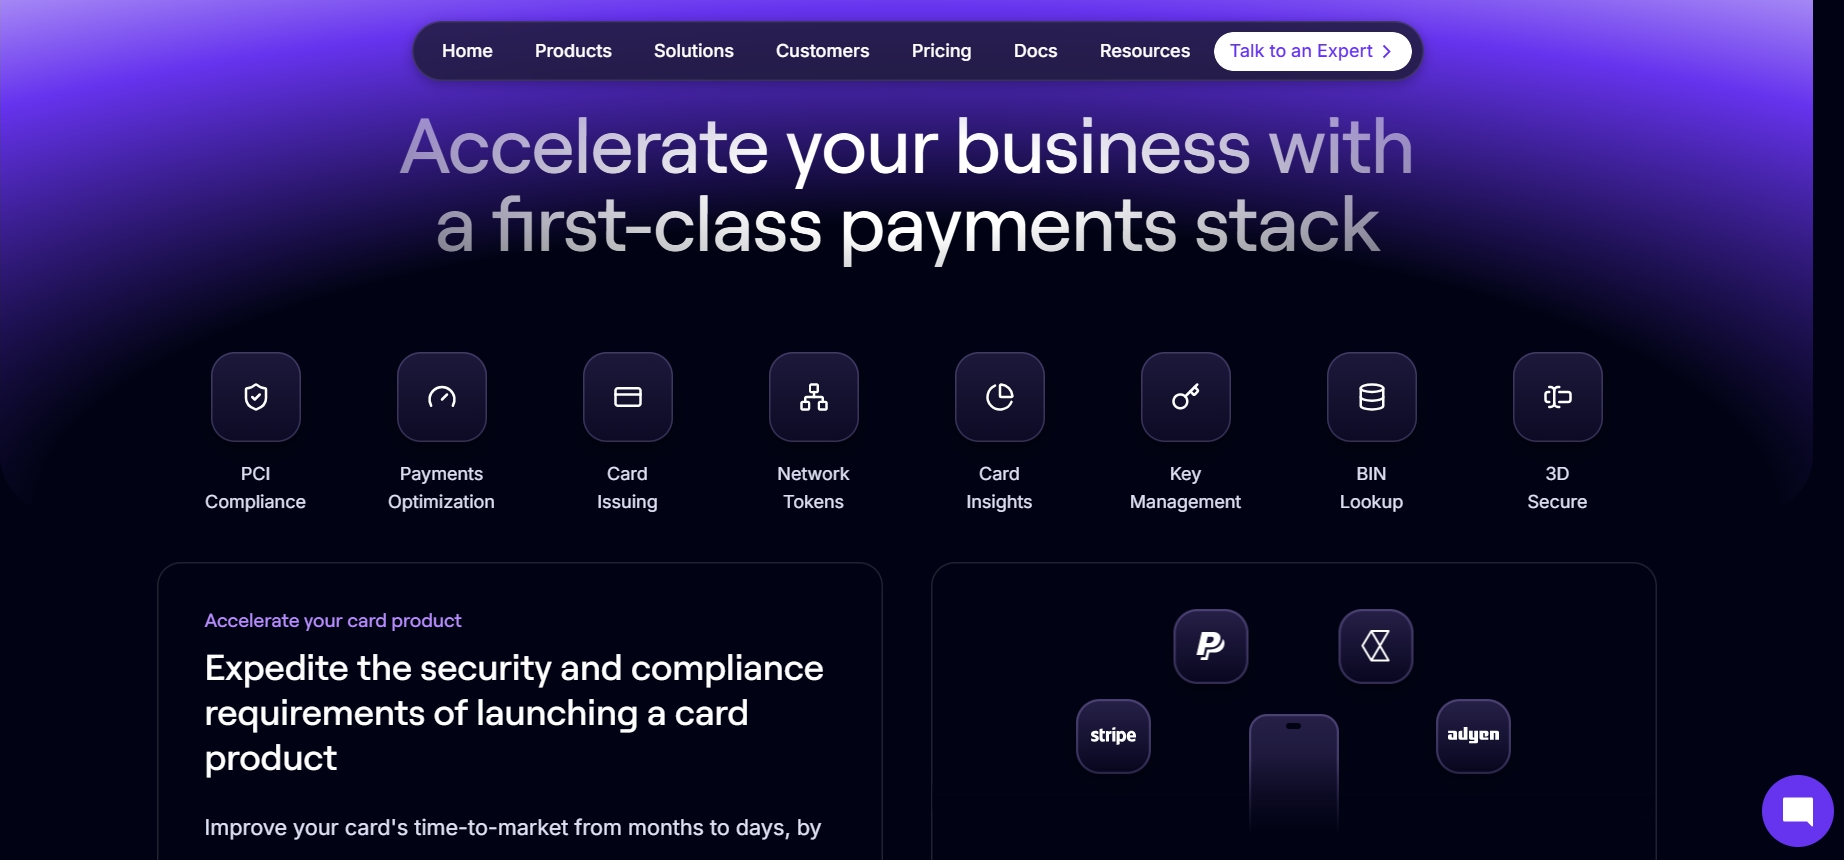 Home Products Solutions Customers Pricing Docs Resources Talk to an Expert
Accelerate your business with
a first-class payments stack
PCI
Compliance
Payments
Optimization
Card
Issuing
Network
Tokens
Card
Insights
Key
Management
BIN
Lookup
3D
Secure
Accelerate your card product
Expedite the security and compliance
requirements of launching a card
product
Improve your card's time-to-market from months to days, by
stripe
adyen